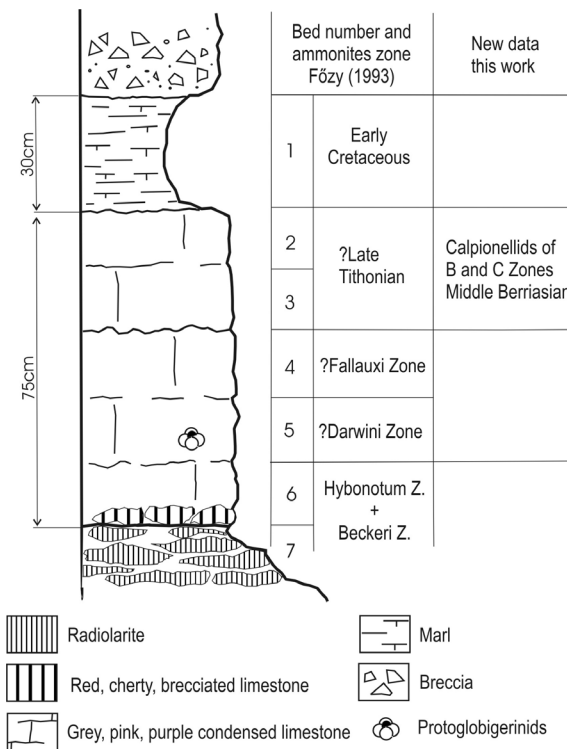 Bed number and
ammonites zone
Főzy (1993)
New data
this work
30cm
1
Early
Cretaceous
75cm
2
3
?Late
Tithonian
Calpionellids of
B and C Zones
Middle Berriasian
4
?Fallauxi Zone
5
?Darwini Zone
6
7
Hybonotum Z.
+
Beckeri Z.
Radiolarite
Marl
Red, cherty, brecciated limestone
Breccia
Grey, pink, purple condensed limestone
Protoglobigerinids